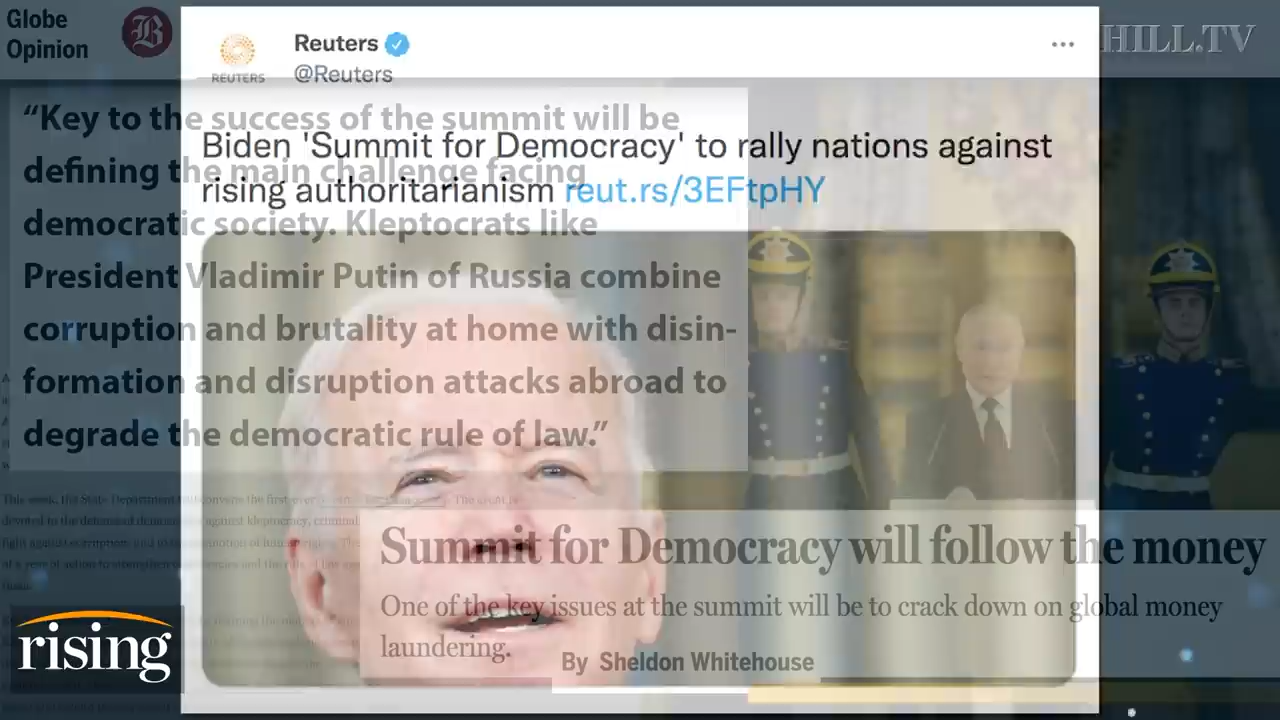 Globe
Opinion
B
HILL.TV
Reuters
@Reuters
REUTERS
Biden 'Summit for Democracy' to rally nations against
rising authoritarianism reut.rs/3EFtpHY
“Key to the success of the summit will be
defining the main challenge facing
democratic society. Kleptocrats like
President Vladimir Putin of Russia combine
corruption and brutality at home with disin-
formation and disruption attacks abroad to
degrade the democratic rule of law.”
Summit for Democracy will follow the money
One of the key issues at the summit will be to crack down on global money
laundering.
By Sheldon Whitehouse
rising